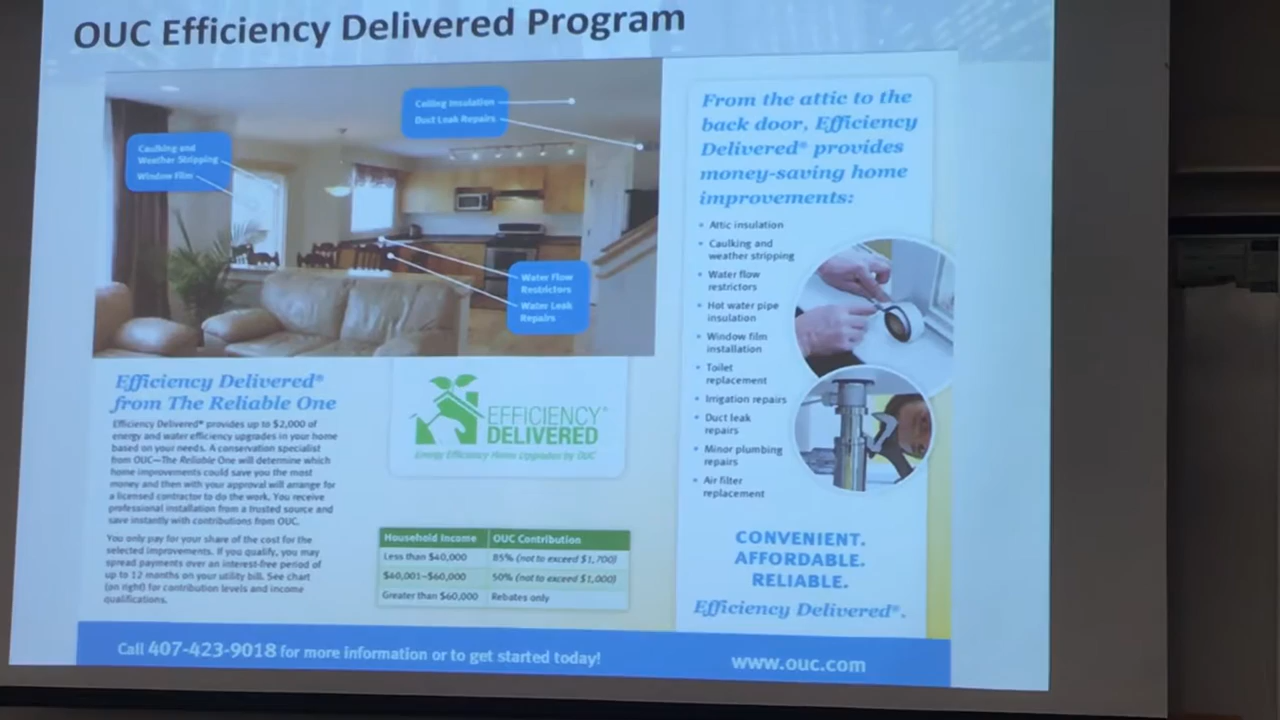 OUC Efficiency Delivered Program
Ceiling Insulation
Duct Leak Repairs
Caulking and
Weather Stripping
Window Film
Water Flow
Restrictors
Water Leak
Repairs
Efficiency Delivered®
from The Reliable One
Efficiency Delivered® provides up to $2,000 of
energy and water efficiency upgrades in your home
based on your needs. A conservation specialist
from OUC—The Reliable One will determine which
home improvements could save you the most
money and then with your approval will arrange for
a licensed contractor to do the work. You receive
professional installation from a trusted source and
save instantly with contributions from OUC.
You only pay for your share of the cost for the
selected improvements. If you qualify, you may
spread payments over an interest-free period of
up to 12 months on your utility bill. See chart
(on right) for contribution levels and income
qualifications.
EFFICIENCY®
DELIVERED
Energy Efficiency Home Upgrades by OUC
Household Income OUC Contribution
Less than $40,000 85% (not to exceed $1,700)
$40,001–$60,000 50% (not to exceed $1,000)
Greater than $60,000 Rebates only
From the attic to the
back door, Efficiency
Delivered® provides
money-saving home
improvements:
• Attic insulation
• Caulking and
weather stripping
• Water flow
restrictors
• Hot water pipe
insulation
• Window film
installation
• Toilet
replacement
• Irrigation repairs
• Duct leak
repairs
• Minor plumbing
repairs
• Air filter
replacement
CONVENIENT.
AFFORDABLE.
RELIABLE.
Efficiency Delivered®.
Call 407-423-9018 for more information or to get started today!
www.ouc.com